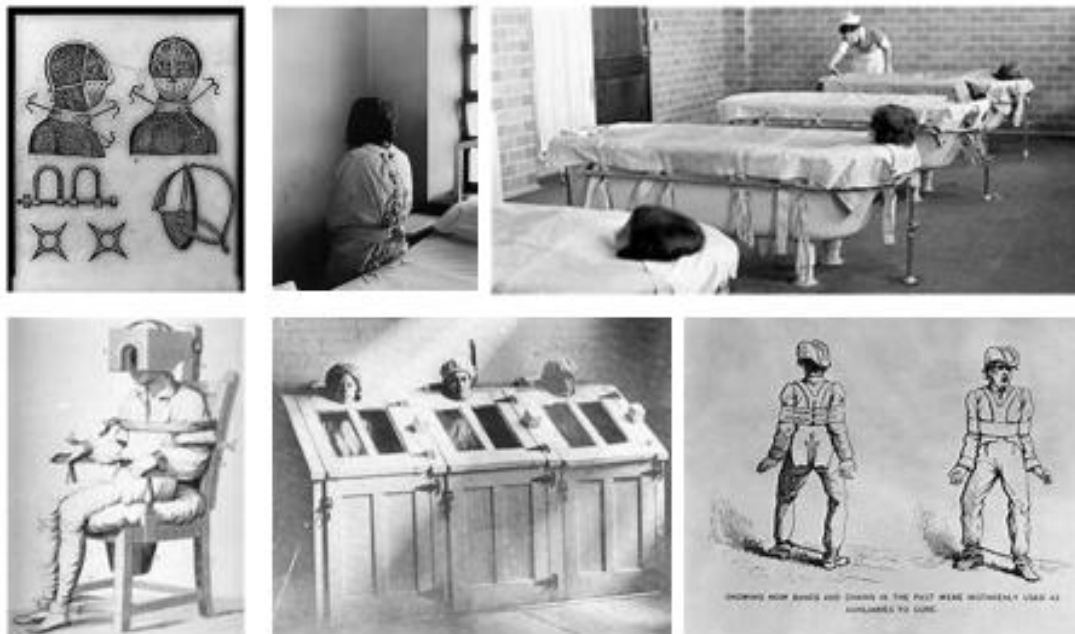 SHOWING HOW BANDS AND CHAINS IN THE PAST WERE MISTAKENLY USED AS
AUXILIARIES TO CURE.